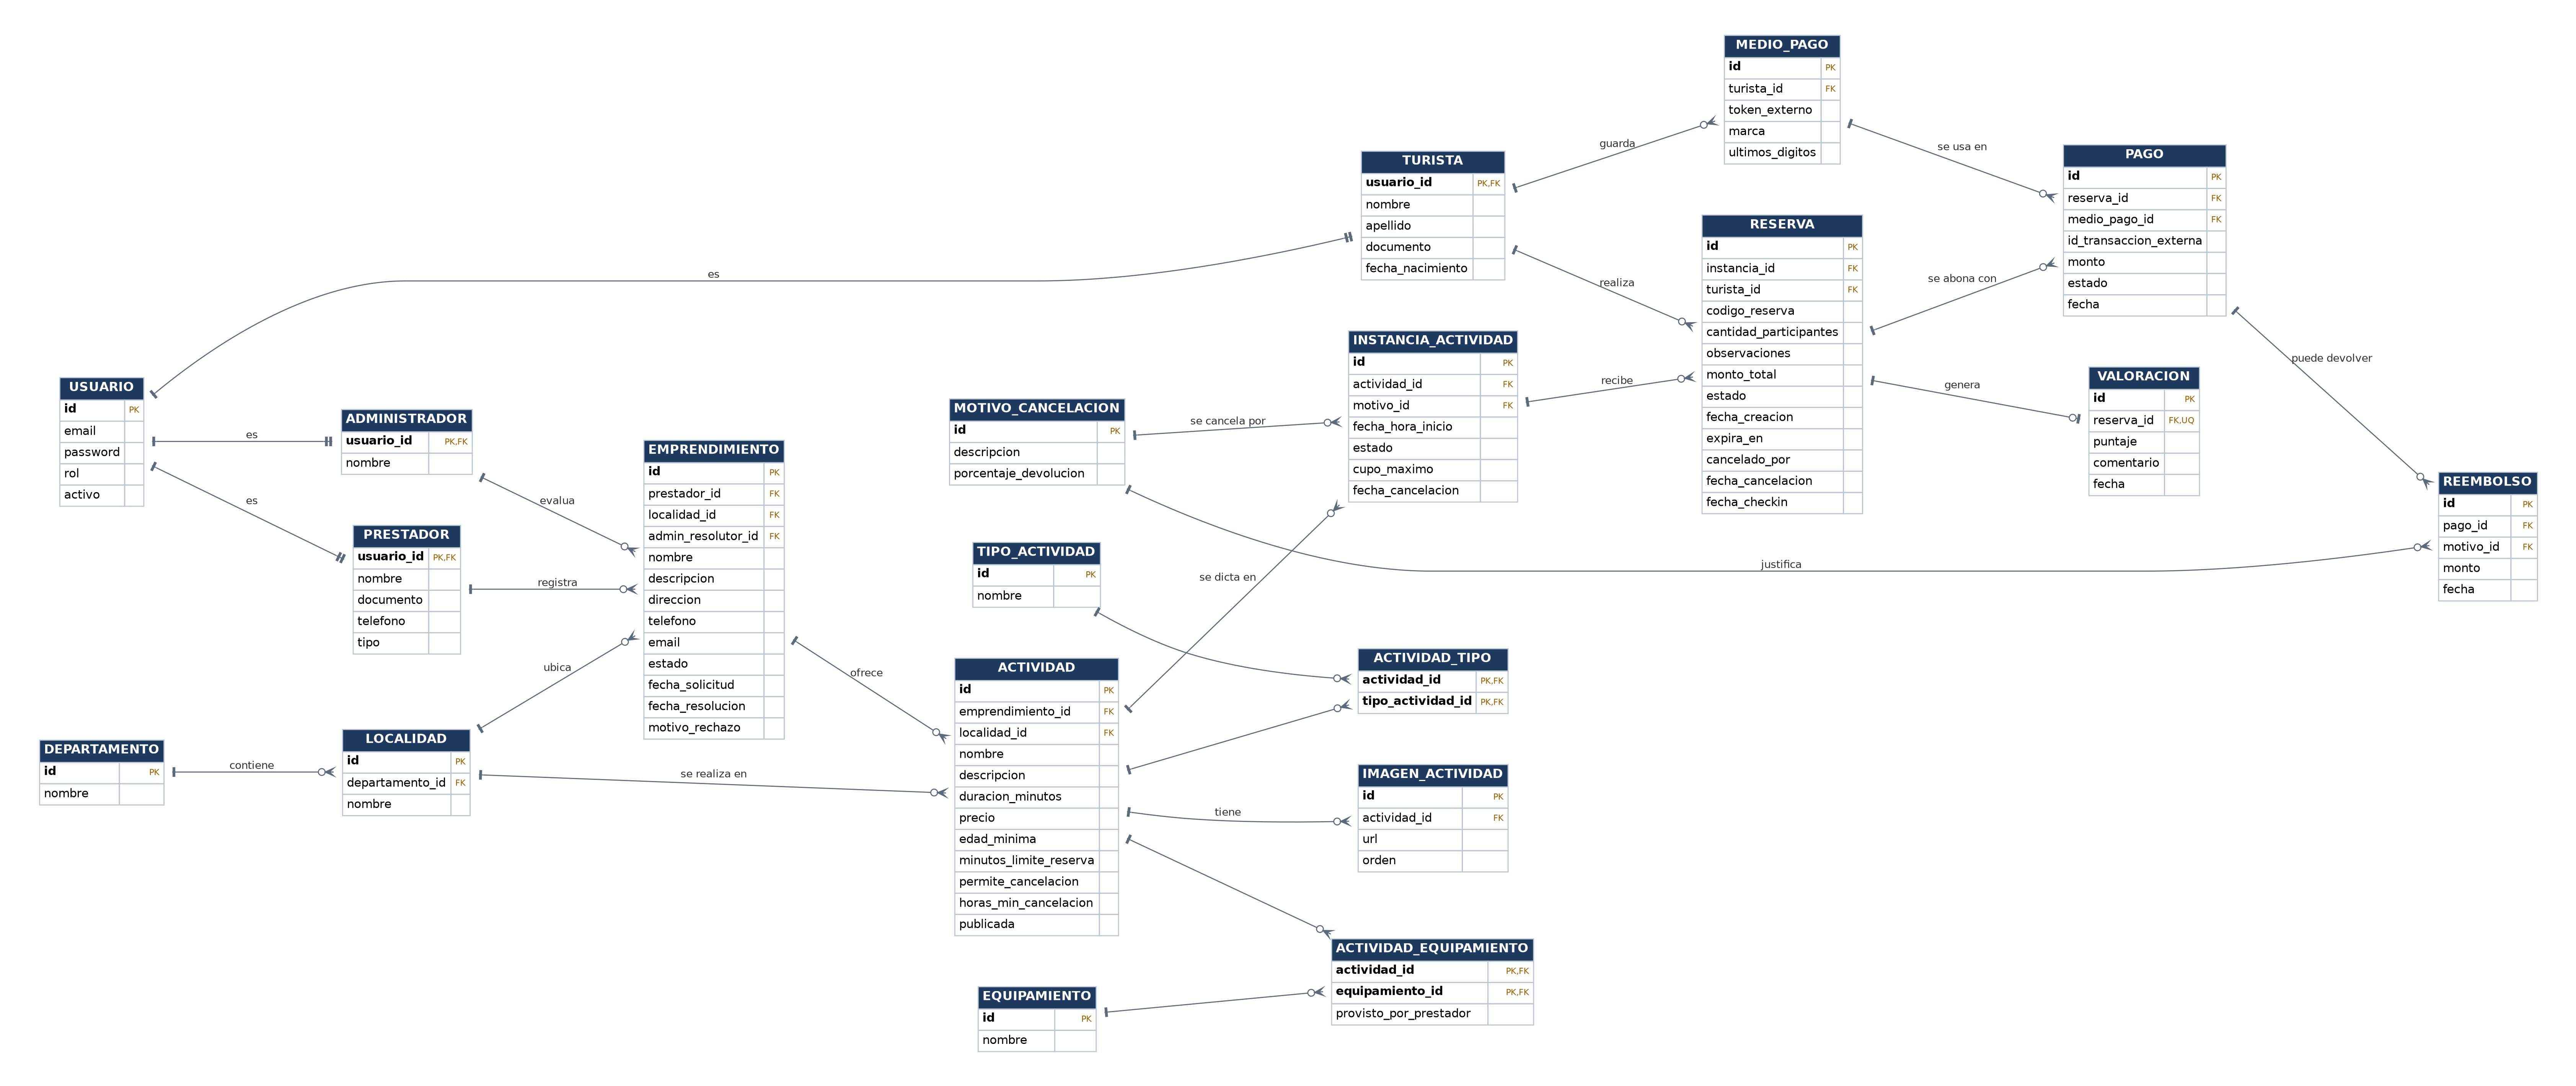 USUARIO
id PK
email
password
rol
activo
es
es
es
ADMINISTRADOR
usuario_id PK,FK
nombre
PRESTADOR
usuario_id PK,FK
nombre
documento
telefono
tipo
DEPARTAMENTO
id PK
nombre
contiene
LOCALIDAD
id PK
departamento_id FK
nombre
evalua
registra
ubica
se realiza en
EMPRENDIMIENTO
id PK
prestador_id FK
localidad_id FK
admin_resolutor_id FK
nombre
descripcion
direccion
telefono
email
estado
fecha_solicitud
fecha_resolucion
motivo_rechazo
ofrece
MOTIVO_CANCELACION
id PK
descripcion
porcentaje_devolucion
se cancela por
TIPO_ACTIVIDAD
id PK
nombre
se dicta en
ACTIVIDAD
id PK
emprendimiento_id FK
localidad_id FK
nombre
descripcion
duracion_minutos
precio
edad_minima
minutos_limite_reserva
permite_cancelacion
horas_min_cancelacion
publicada
tiene
EQUIPAMIENTO
id PK
nombre
TURISTA
usuario_id PK,FK
nombre
apellido
documento
fecha_nacimiento
INSTANCIA_ACTIVIDAD
id PK
actividad_id FK
motivo_id FK
fecha_hora_inicio
estado
cupo_maximo
fecha_cancelacion
ACTIVIDAD_TIPO
actividad_id PK,FK
tipo_actividad_id PK,FK
IMAGEN_ACTIVIDAD
id PK
actividad_id FK
url
orden
ACTIVIDAD_EQUIPAMIENTO
actividad_id PK,FK
equipamiento_id PK,FK
provisto_por_prestador
guarda
realiza
recibe
justifica
MEDIO_PAGO
id PK
turista_id FK
token_externo
marca
ultimos_digitos
RESERVA
id PK
instancia_id FK
turista_id FK
codigo_reserva
cantidad_participantes
observaciones
monto_total
estado
fecha_creacion
expira_en
cancelado_por
fecha_cancelacion
fecha_checkin
se usa en
se abona con
genera
PAGO
id PK
reserva_id FK
medio_pago_id FK
id_transaccion_externa
monto
estado
fecha
VALORACION
id PK
reserva_id FK,UQ
puntaje
comentario
fecha
puede devolver
REEMBOLSO
id PK
pago_id FK
motivo_id FK
monto
fecha